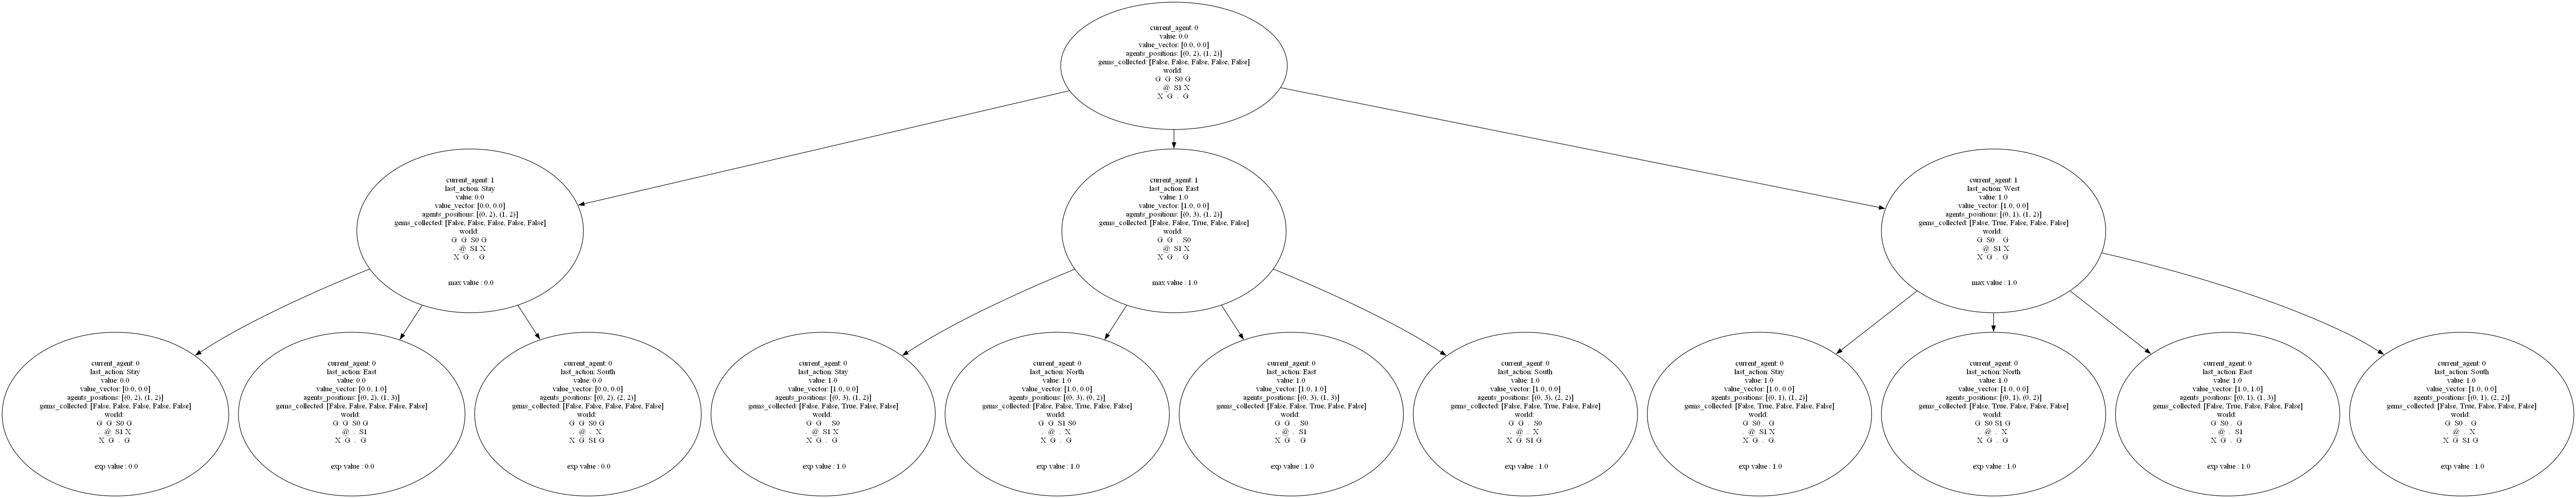 current_agent: 0
value: 0.0
value_vector: [0.0, 0.0]
agents_positions: [(0, 2), (1, 2)]
gems_collected: [False, False, False, False, False]
world:
G G S0 G
. @ S1 X
X G . G
current_agent: 1
last_action: Stay
value: 0.0
value_vector: [0.0, 0.0]
agents_positions: [(0, 2), (1, 2)]
gems_collected: [False, False, False, False, False]
world:
G G S0 G
. @ S1 X
X G . G
max value : 0.0
current_agent: 1
last_action: East
value: 1.0
value_vector: [1.0, 0.0]
agents_positions: [(0, 3), (1, 2)]
gems_collected: [False, False, True, False, False]
world:
G G . S0
. @ S1 X
X G . G
max value : 1.0
current_agent: 1
last_action: West
value: 1.0
value_vector: [1.0, 0.0]
agents_positions: [(0, 1), (1, 2)]
gems_collected: [False, True, False, False, False]
world:
G S0 . G
. @ S1 X
X G . G
max value : 1.0
current_agent: 0
last_action: Stay
value: 0.0
value_vector: [0.0, 0.0]
agents_positions: [(0, 2), (1, 2)]
gems_collected: [False, False, False, False, False]
world:
G G S0 G
. @ S1 X
X G . G
exp value : 0.0
current_agent: 0
last_action: East
value: 0.0
value_vector: [0.0, 1.0]
agents_positions: [(0, 2), (1, 3)]
gems_collected: [False, False, False, False, False]
world:
G G S0 G
. @ . S1
X G . G
exp value : 0.0
current_agent: 0
last_action: South
value: 0.0
value_vector: [0.0, 0.0]
agents_positions: [(0, 2), (2, 2)]
gems_collected: [False, False, False, False, False]
world:
G G S0 G
. @ . X
X G S1 G
exp value : 0.0
current_agent: 0
last_action: Stay
value: 1.0
value_vector: [1.0, 0.0]
agents_positions: [(0, 3), (1, 2)]
gems_collected: [False, False, True, False, False]
world:
G G . S0
. @ S1 X
X G . G
exp value : 1.0
current_agent: 0
last_action: North
value: 1.0
value_vector: [1.0, 0.0]
agents_positions: [(0, 3), (0, 2)]
gems_collected: [False, False, True, False, False]
world:
G G S1 S0
. @ . X
X G . G
exp value : 1.0
current_agent: 0
last_action: East
value: 1.0
value_vector: [1.0, 1.0]
agents_positions: [(0, 3), (1, 3)]
gems_collected: [False, False, True, False, False]
world:
G G . S0
. @ . S1
X G . G
exp value : 1.0
current_agent: 0
last_action: South
value: 1.0
value_vector: [1.0, 0.0]
agents_positions: [(0, 3), (2, 2)]
gems_collected: [False, False, True, False, False]
world:
G G . S0
. @ . X
X G S1 G
exp value : 1.0
current_agent: 0
last_action: Stay
value: 1.0
value_vector: [1.0, 0.0]
agents_positions: [(0, 1), (1, 2)]
gems_collected: [False, True, False, False, False]
world:
G S0 . G
. @ S1 X
X G . G
exp value : 1.0
current_agent: 0
last_action: North
value: 1.0
value_vector: [1.0, 0.0]
agents_positions: [(0, 1), (0, 2)]
gems_collected: [False, True, False, False, False]
world:
G S0 S1 G
. @ . X
X G . G
exp value : 1.0
current_agent: 0
last_action: East
value: 1.0
value_vector: [1.0, 1.0]
agents_positions: [(0, 1), (1, 3)]
gems_collected: [False, True, False, False, False]
world:
G S0 . G
. @ . S1
X G . G
exp value : 1.0
current_agent: 0
last_action: South
value: 1.0
value_vector: [1.0, 0.0]
agents_positions: [(0, 1), (2, 2)]
gems_collected: [False, True, False, False, False]
world:
G S0 . G
. @ . X
X G S1 G
exp value : 1.0